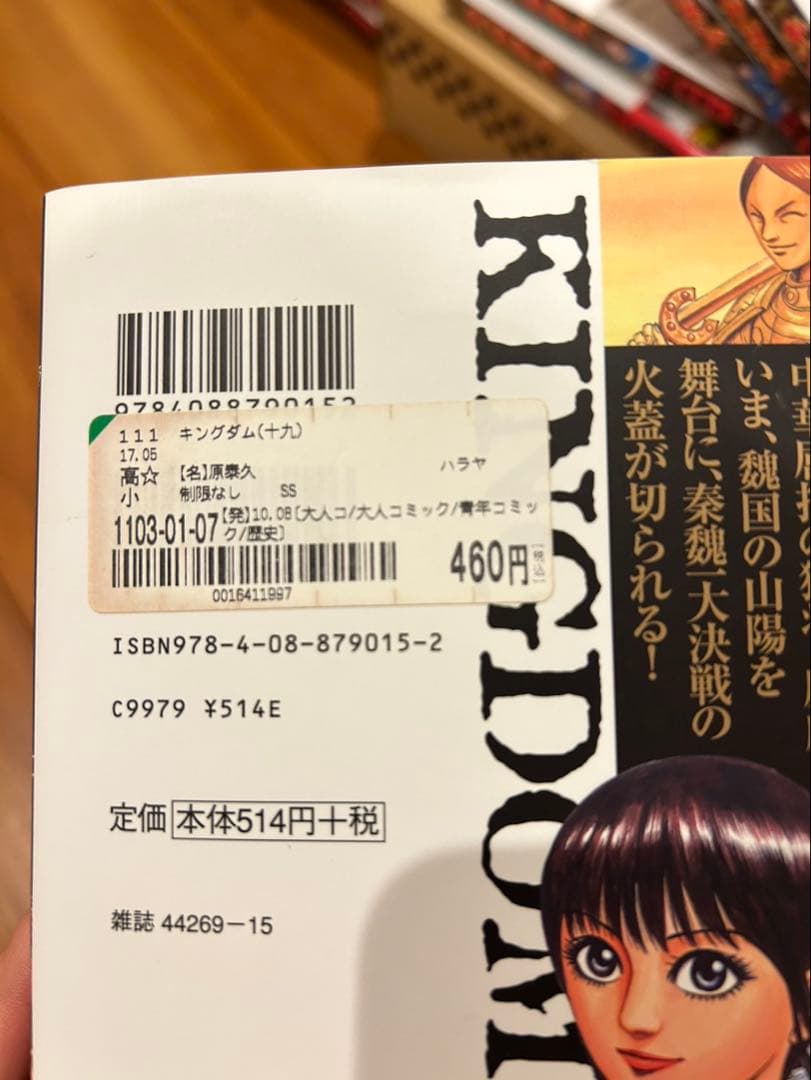 KINGDOM
いま、魏国の山陽を
舞台に、秦魏一大決戦の
火蓋が切られる！
9784088790152
111 キングダム(十九)
17.05
高☆ 【名】原泰久 ハラヤ
小 制限なし SS
1103-01-07 【発】10.08[大人コ/大人コミック/青年コミッ
ク/歴史]
460円 [税込]
0016411997
ISBN978-4-08-879015-2
C9979 ¥514E
定価 本体514円＋税
雑誌 44269-15